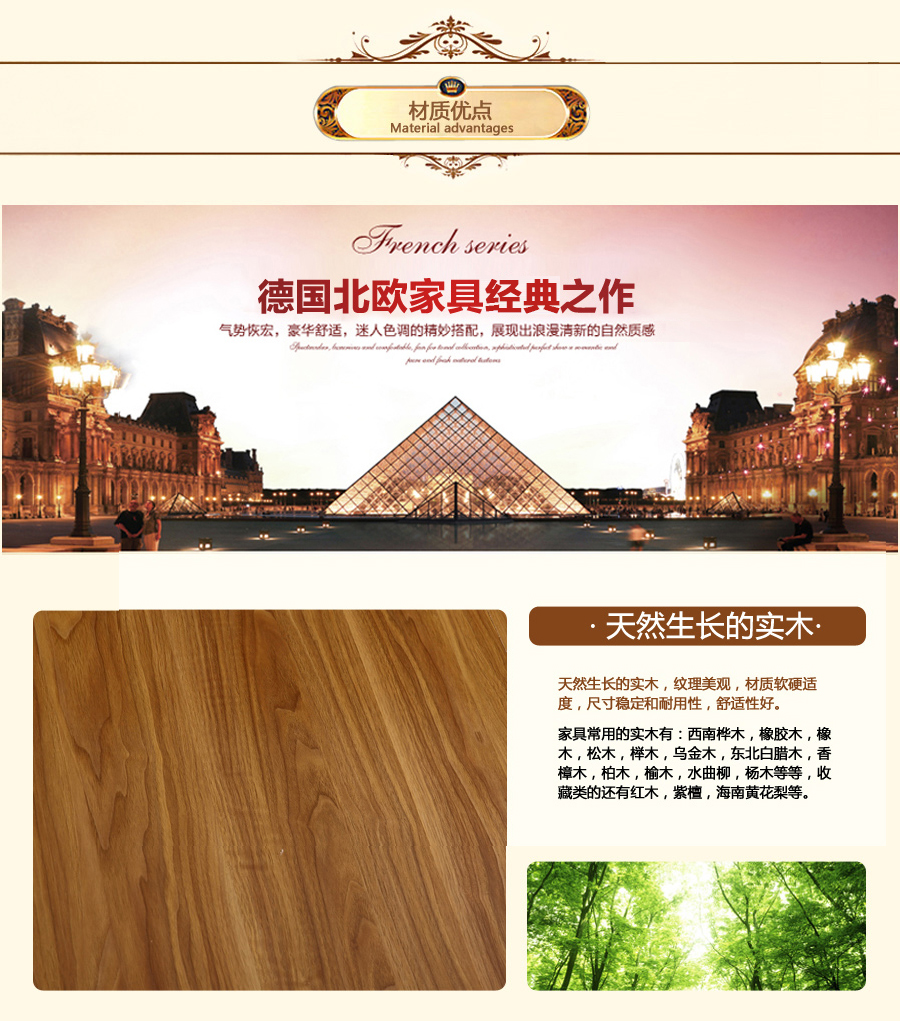 材质优点
Material advantages
French series
德国北欧家具经典之作
气势恢宏，豪华舒适，迷人色调的精妙搭配，展现出浪漫清新的自然质感
Spectacular, luxurious and comfortable, fan for tonal collocation, sophisticated perfect show a romantic and
pure and fresh natural textures
· 天然生长的实木·
天然生长的实木，纹理美观，材质软硬适
度，尺寸稳定和耐用性，舒适性好。
家具常用的实木有：西南桦木，橡胶木，橡
木，松木，榉木，乌金木，东北白腊木，香
樟木，柏木，榆木，水曲柳，杨木等等，收
藏类的还有红木，紫檀，海南黄花梨等。